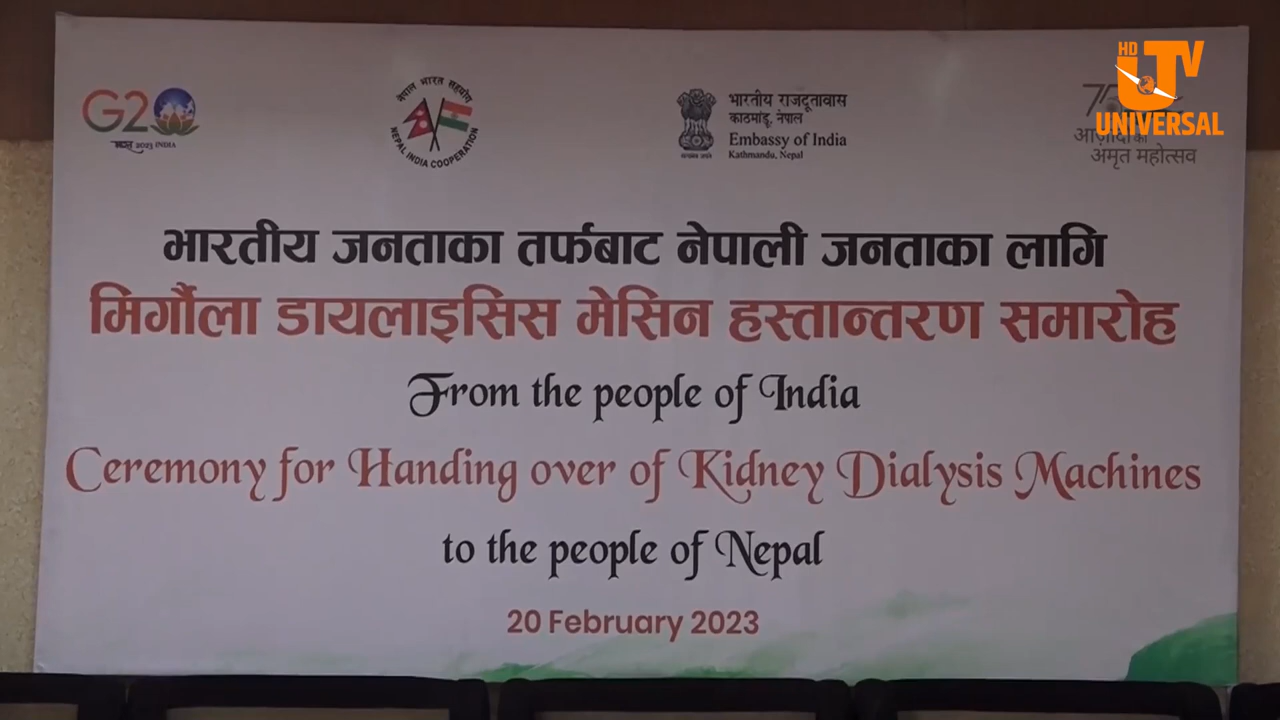 G20
भारत 2023 INDIA
नेपाल भारत सहयोग
NEPAL INDIA COOPERATION
भारतीय राजदूतावास
काठमांडू, नेपाल
Embassy of India
Kathmandu, Nepal
HD
UTV
UNIVERSAL
आज़ादी का
अमृत महोत्सव
भारतीय जनताका तर्फबाट नेपाली जनताका लागि
मिर्गौला डायलाइसिस मेसिन हस्तान्तरण समारोह
From the people of India
Ceremony for Handing over of Kidney Dialysis Machines
to the people of Nepal
20 February 2023